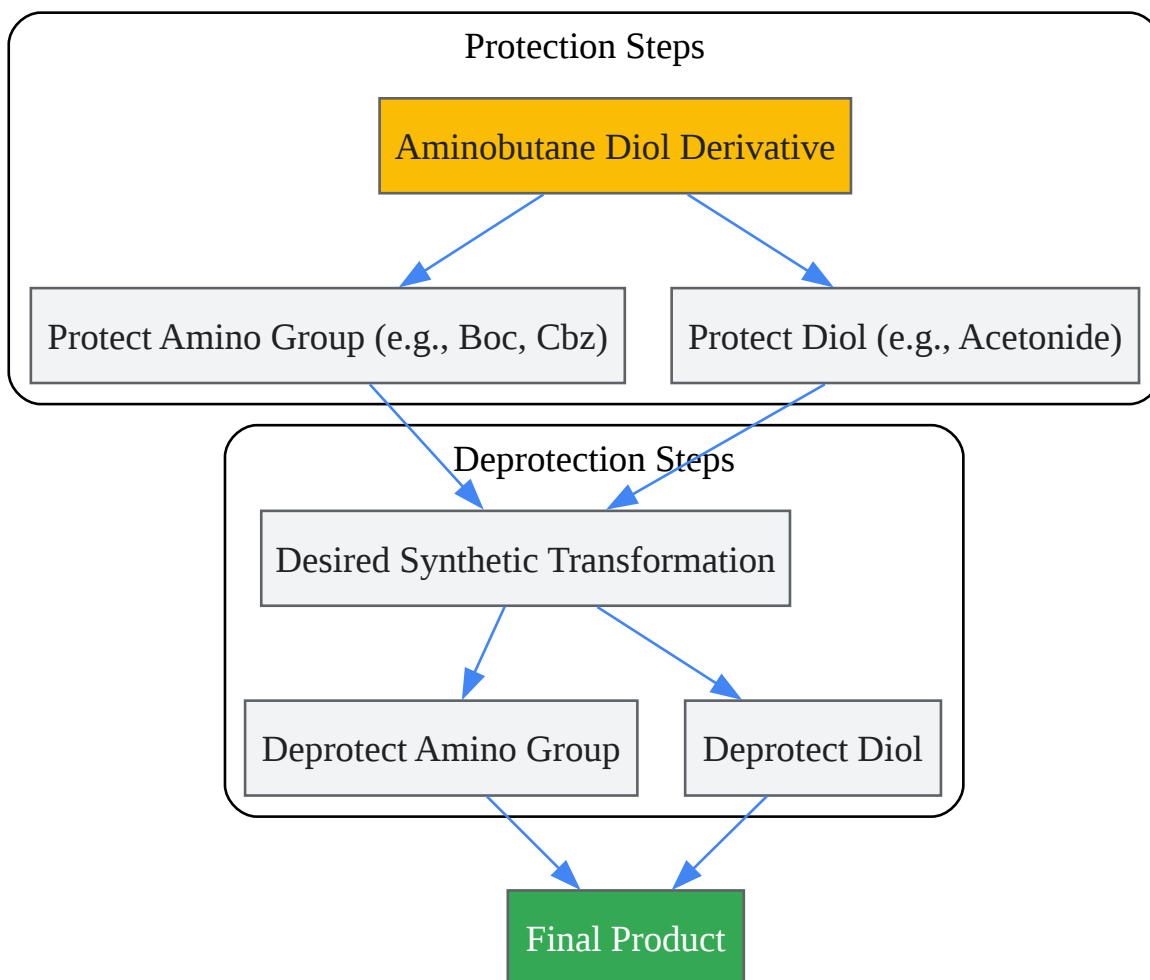 Protection Steps
Aminobutane Diol Derivative
Protect Amino Group (e.g., Boc, Cbz)
Protect Diol (e.g., Acetonide)
Deprotection Steps
Desired Synthetic Transformation
Deprotect Amino Group
Deprotect Diol
Final Product